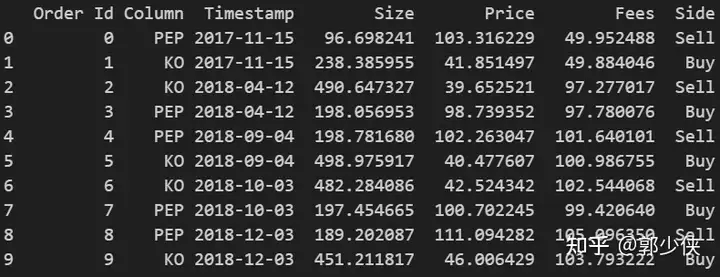 Order Id Column Timestamp Size Price Fees Side
0 0 PEP 2017-11-15 96.698241 103.316229 49.952488 Sell
1 1 KO 2017-11-15 238.385955 41.851497 49.884046 Buy
2 2 KO 2018-04-12 490.647327 39.652521 97.277017 Sell
3 3 PEP 2018-04-12 198.056953 98.739352 97.780076 Buy
4 4 PEP 2018-09-04 198.781680 102.263047 101.640101 Sell
5 5 KO 2018-09-04 498.975917 40.477607 100.986755 Buy
6 6 KO 2018-10-03 482.284086 42.524342 102.544068 Sell
7 7 PEP 2018-10-03 197.454665 100.702245 99.420640 Buy
8 8 PEP 2018-12-03 189.202087 111.094282 105.096350 Sell
9 9 KO 2018-12-03 451.211817 46.006429 103.793222 Buy
知乎 @郭少侠